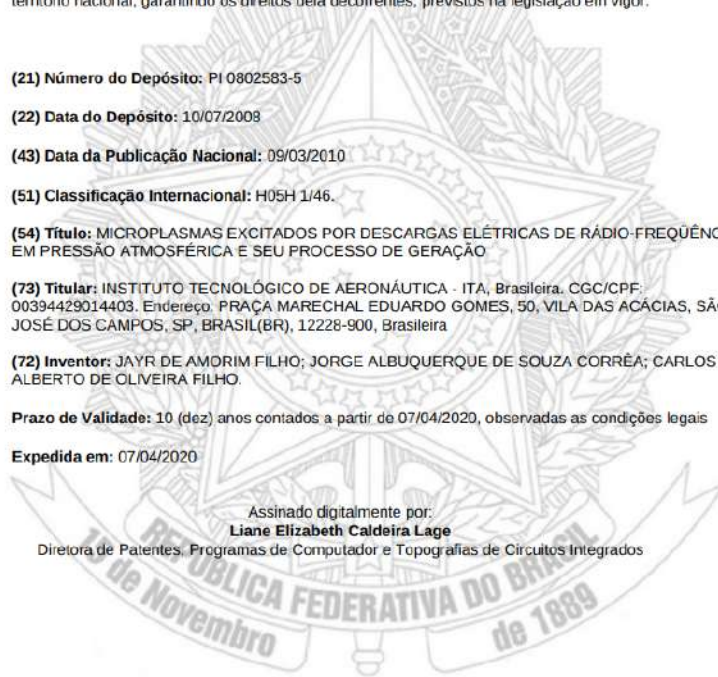 território nacional, garantindo os direitos dela decorrentes, previstos na legislação em vigor.
(21) Número do Depósito: PI 0802583-5
(22) Data do Depósito: 10/07/2008
(43) Data da Publicação Nacional: 09/03/2010
(51) Classificação Internacional: H05H 1/46.
(54) Título: MICROPLASMAS EXCITADOS POR DESCARGAS ELÉTRICAS DE RÁDIO-FREQÜÊNC
EM PRESSÃO ATMOSFÉRICA E SEU PROCESSO DE GERAÇÃO
(73) Titular: INSTITUTO TECNOLÓGICO DE AERONÁUTICA - ITA, Brasileira. CGC/CPF:
00394429014403. Endereço: PRAÇA MARECHAL EDUARDO GOMES, 50, VILA DAS ACÁCIAS, SÃ
JOSÉ DOS CAMPOS, SP, BRASIL(BR), 12228-900, Brasileira
(72) Inventor: JAYR DE AMORIM FILHO; JORGE ALBUQUERQUE DE SOUZA CORRÊA; CARLOS
ALBERTO DE OLIVEIRA FILHO.
Prazo de Validade: 10 (dez) anos contados a partir de 07/04/2020, observadas as condições legais
Expedida em: 07/04/2020
Assinado digitalmente por:
Liane Elizabeth Caldeira Lage
Diretora de Patentes, Programas de Computador e Topografias de Circuitos Integrados
REPÚBLICA FEDERATIVA DO BRASIL
15 de Novembro de 1889